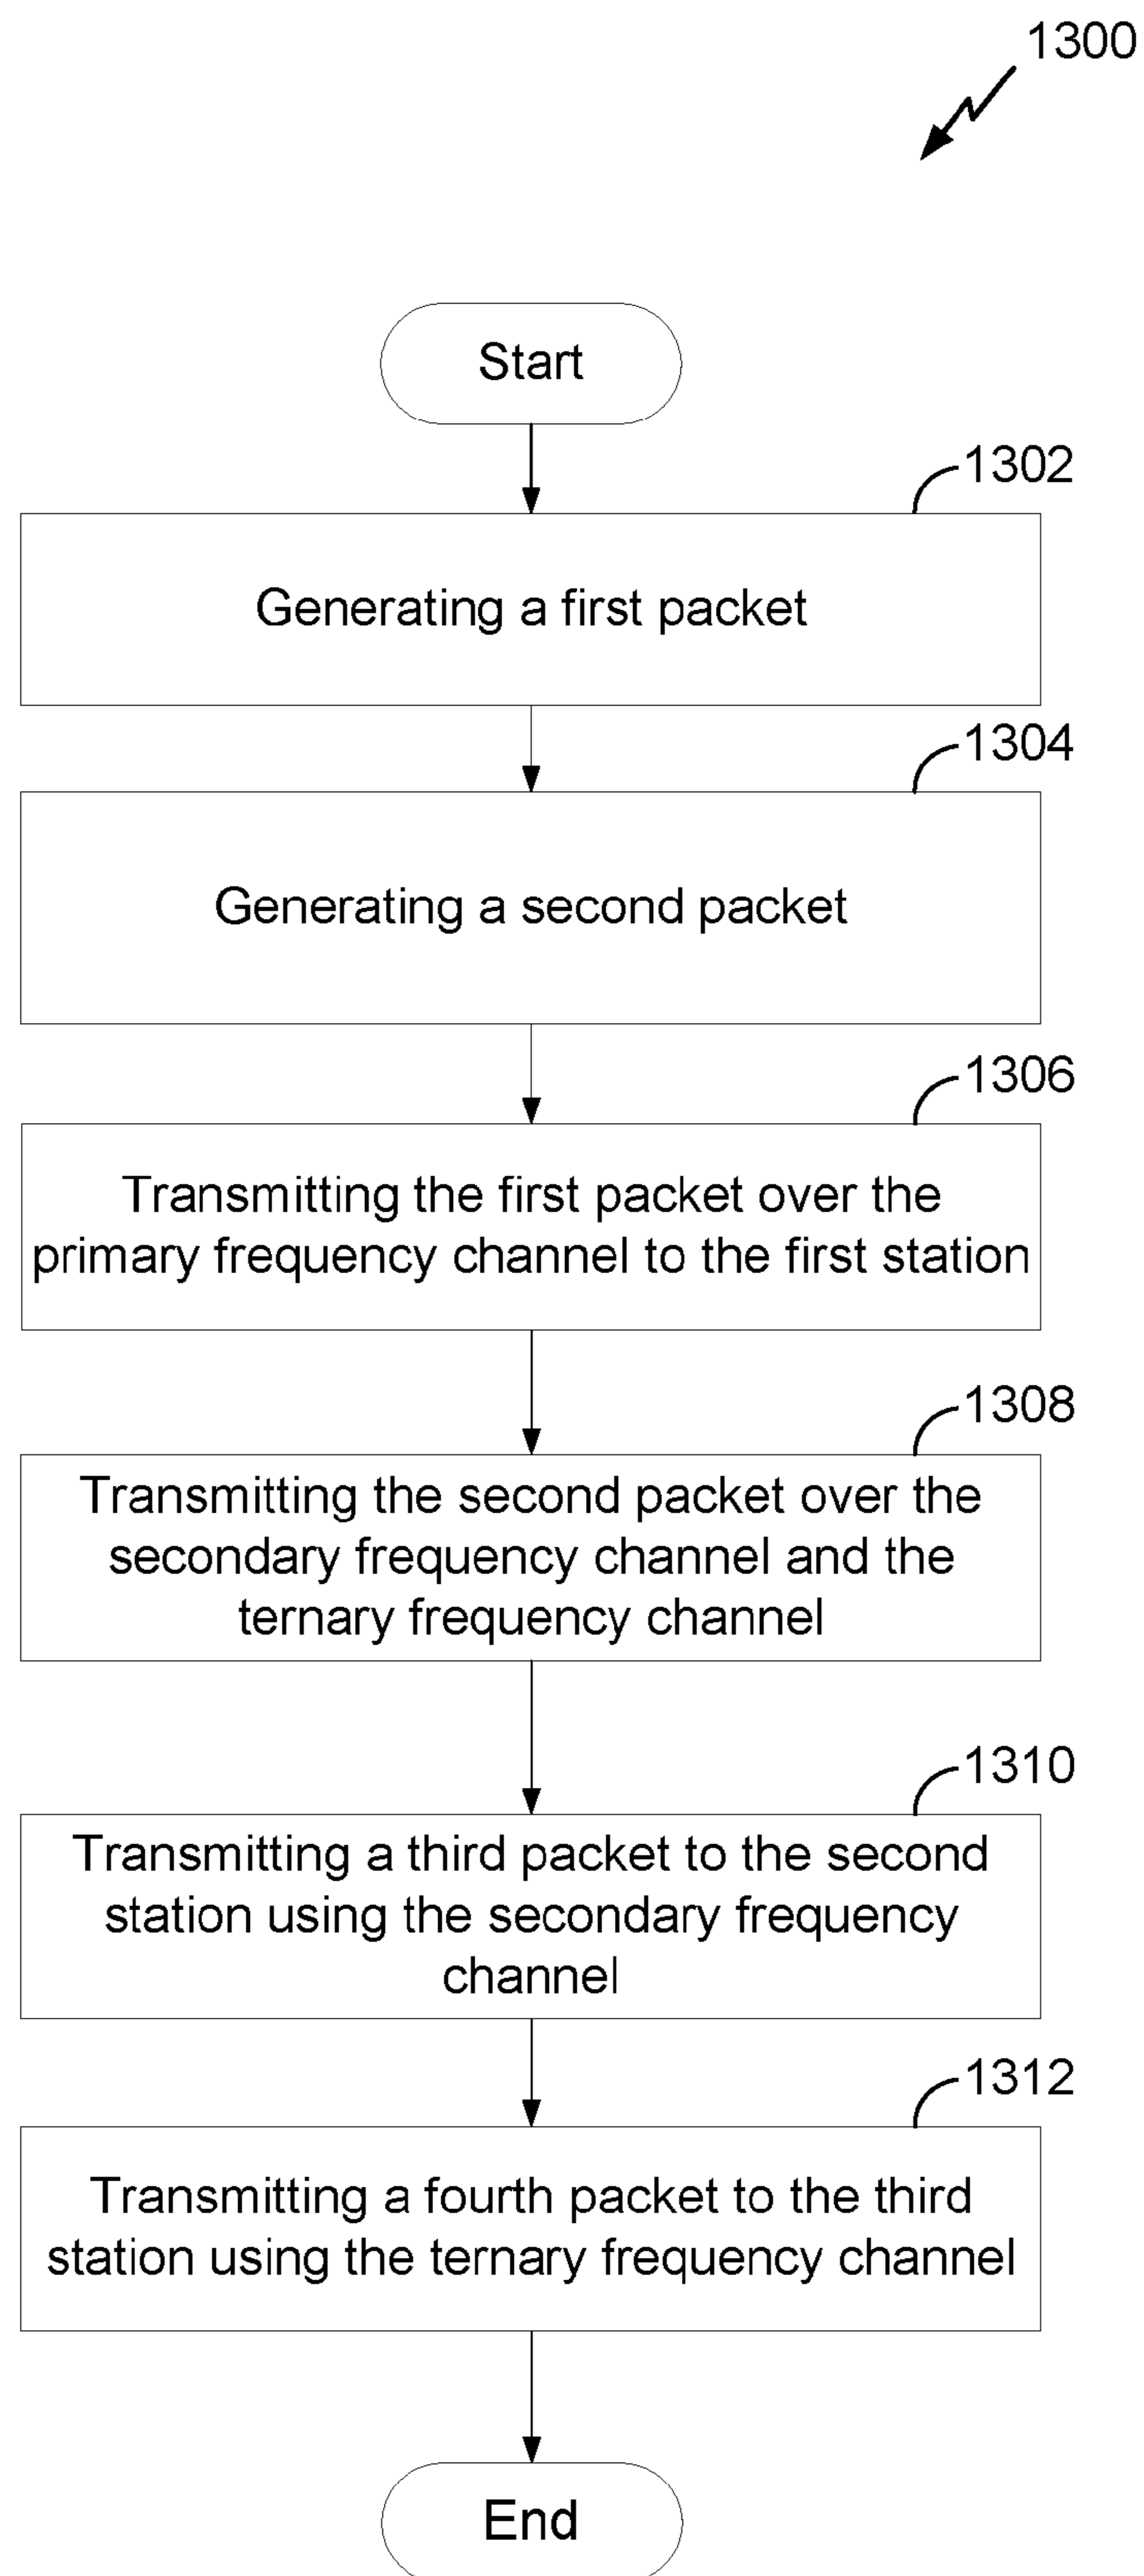 1300
Start
1302
Generating a first packet
1304
Generating a second packet
1306
Transmitting the first packet over the
primary frequency channel to the first station
1308
Transmitting the second packet over the
secondary frequency channel and the
ternary frequency channel
1310
Transmitting a third packet to the second
station using the secondary frequency
channel
1312
Transmitting a fourth packet to the third
station using the ternary frequency channel
End